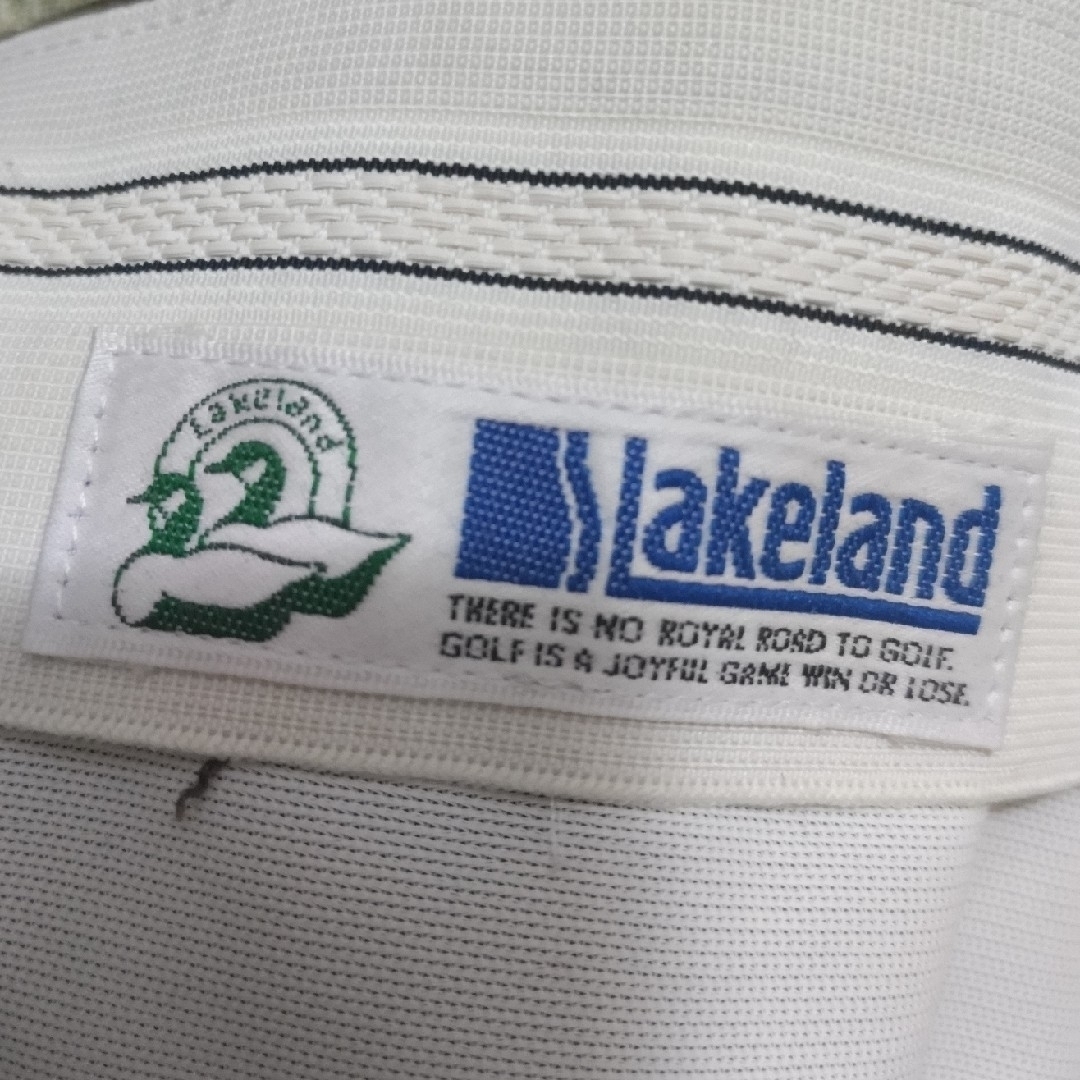 Lakeland
Lakeland
THERE IS NO ROYAL ROAD TO GOLF.
GOLF IS A JOYFUL GAME WIN OR LOSE.